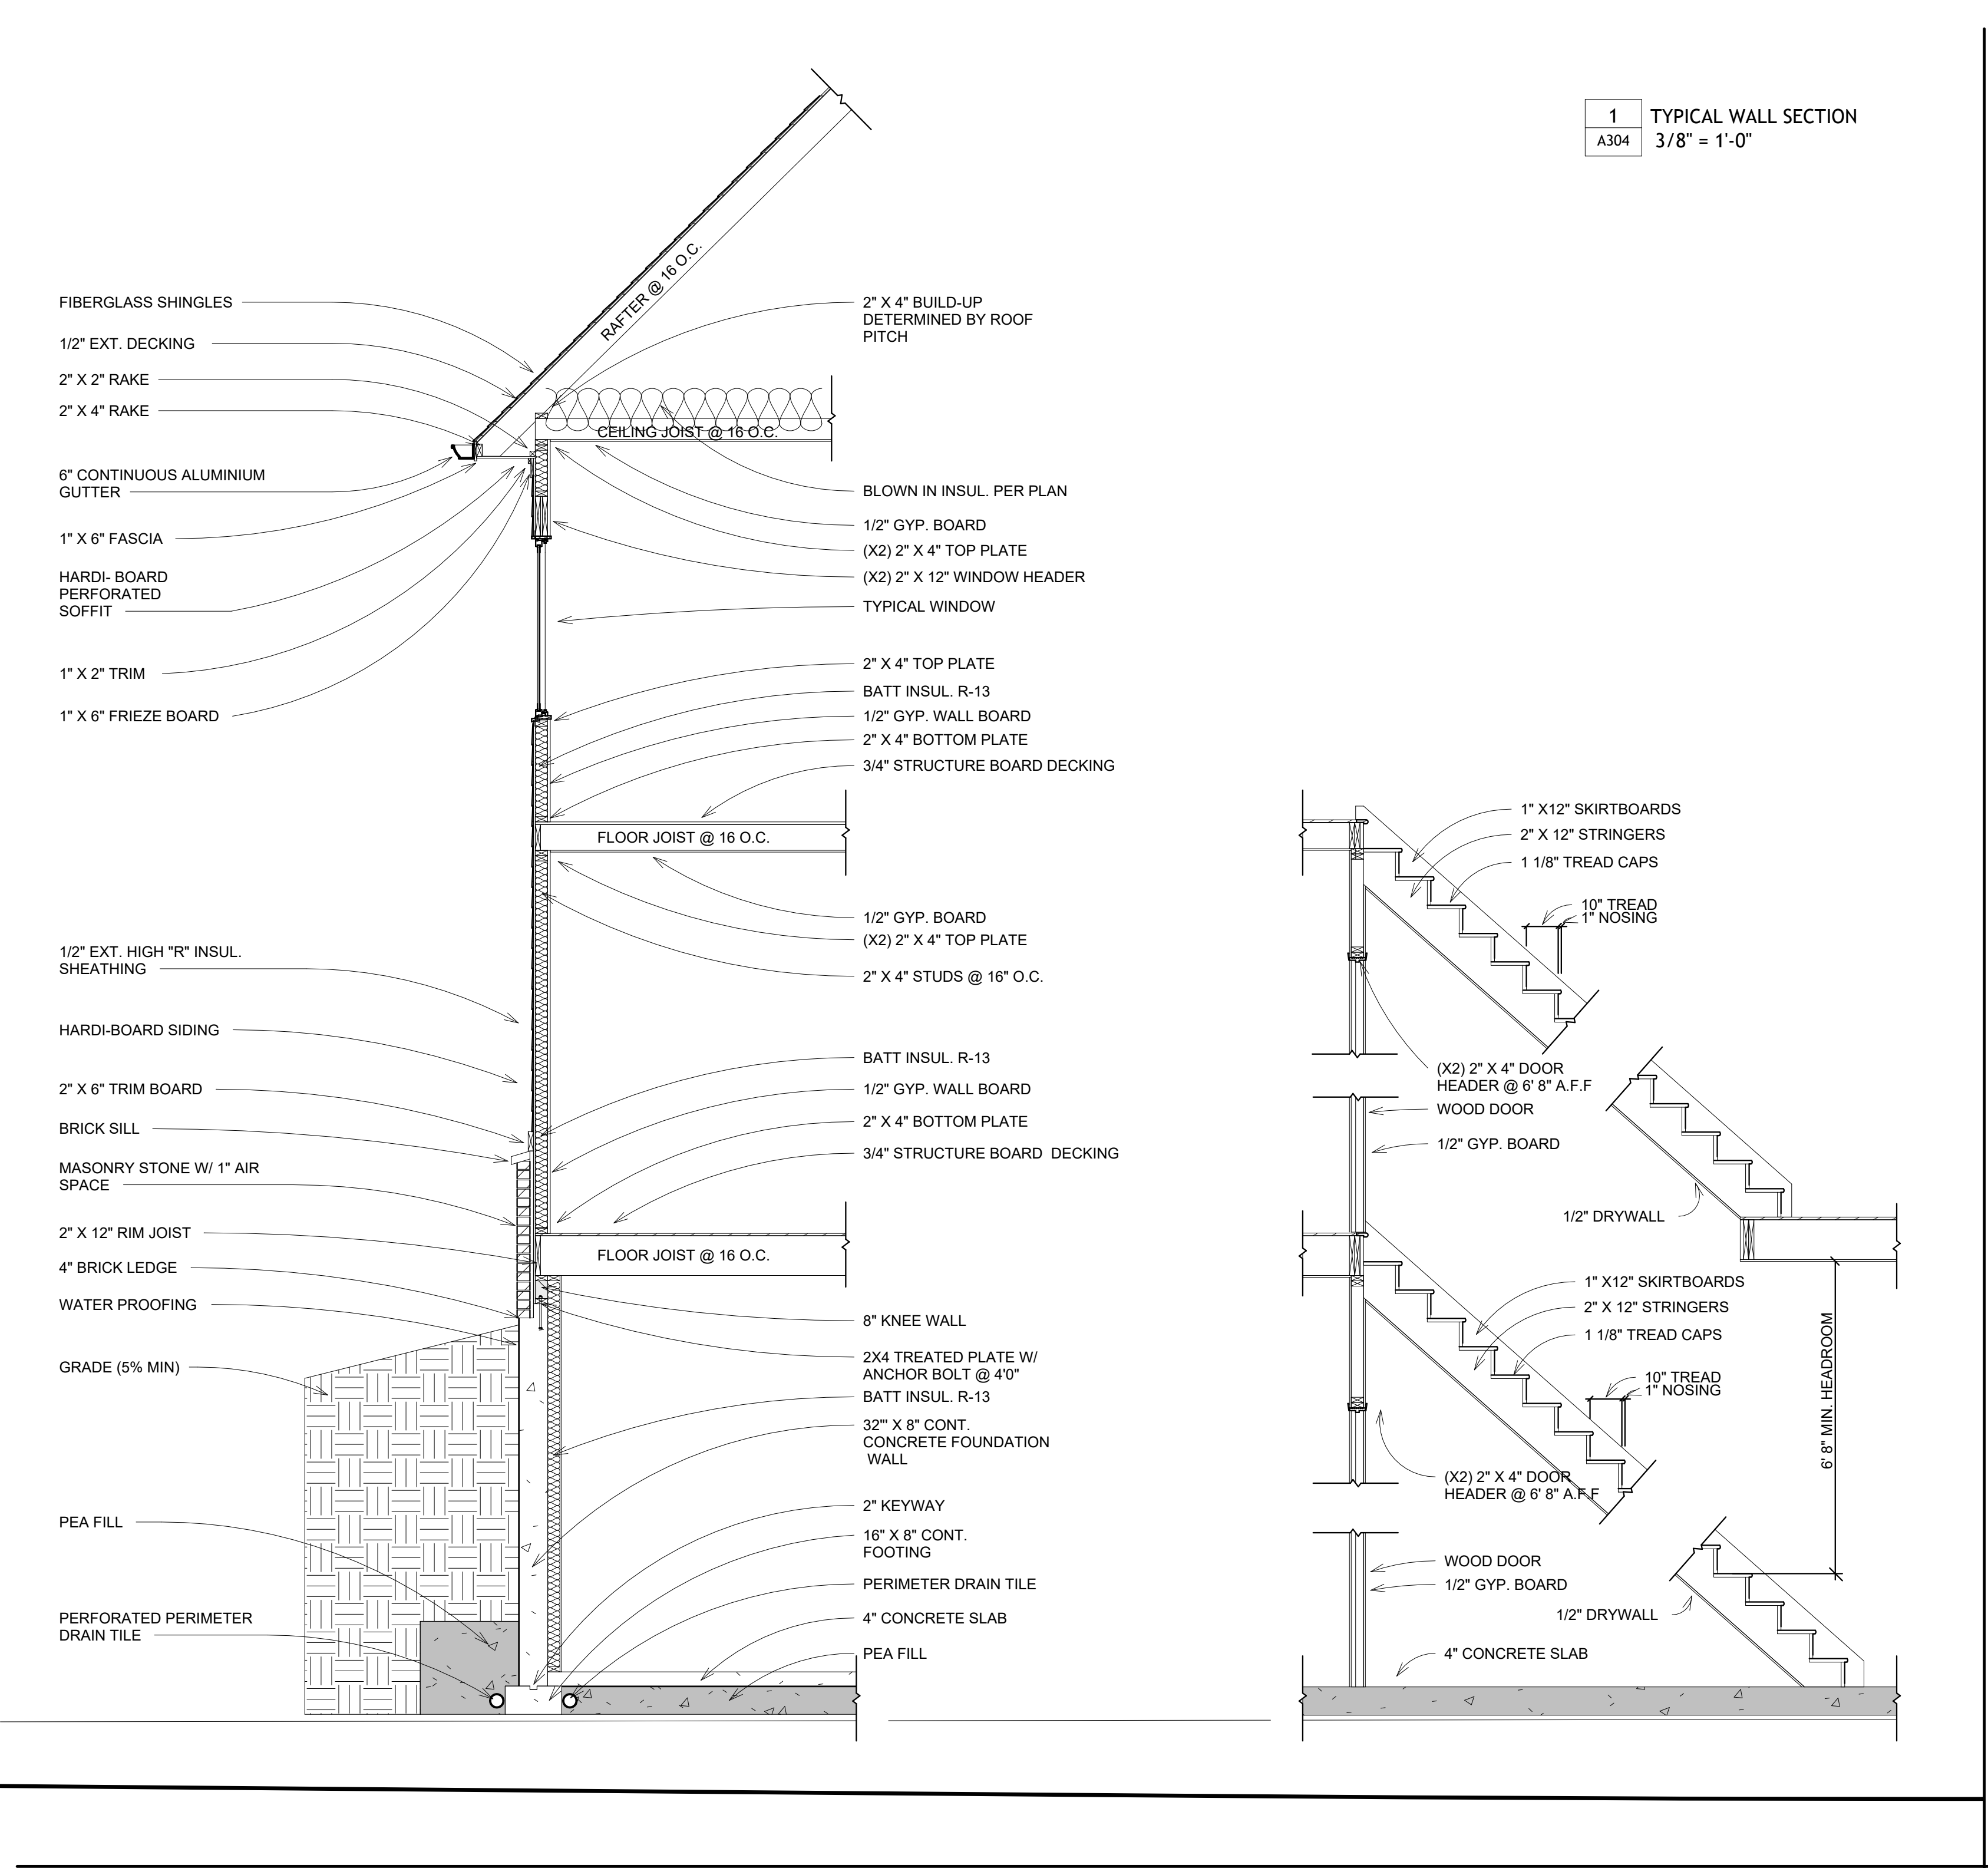 1
A304
TYPICAL WALL SECTION
3/8" = 1'-0"
FIBERGLASS SHINGLES
1/2" EXT. DECKING
2" X 2" RAKE
2" X 4" RAKE
6" CONTINUOUS ALUMINIUM
GUTTER
1" X 6" FASCIA
HARDI- BOARD
PERFORATED
SOFFIT
1" X 2" TRIM
1" X 6" FRIEZE BOARD
1/2" EXT. HIGH "R" INSUL.
SHEATHING
HARDI-BOARD SIDING
2" X 6" TRIM BOARD
BRICK SILL
MASONRY STONE W/ 1" AIR
SPACE
2" X 12" RIM JOIST
4" BRICK LEDGE
WATER PROOFING
GRADE (5% MIN)
PEA FILL
PERFORATED PERIMETER
DRAIN TILE
RAFTER @ 16 O.C.
CEILING JOIST @ 16 O.C.
FLOOR JOIST @ 16 O.C.
FLOOR JOIST @ 16 O.C.
2" X 4" BUILD-UP
DETERMINED BY ROOF
PITCH
BLOWN IN INSUL. PER PLAN
1/2" GYP. BOARD
(X2) 2" X 4" TOP PLATE
(X2) 2" X 12" WINDOW HEADER
TYPICAL WINDOW
2" X 4" TOP PLATE
BATT INSUL. R-13
1/2" GYP. WALL BOARD
2" X 4" BOTTOM PLATE
3/4" STRUCTURE BOARD DECKING
1/2" GYP. BOARD
(X2) 2" X 4" TOP PLATE
2" X 4" STUDS @ 16" O.C.
BATT INSUL. R-13
1/2" GYP. WALL BOARD
2" X 4" BOTTOM PLATE
3/4" STRUCTURE BOARD DECKING
8" KNEE WALL
2X4 TREATED PLATE W/
ANCHOR BOLT @ 4'0"
BATT INSUL. R-13
32'" X 8" CONT.
CONCRETE FOUNDATION
WALL
2" KEYWAY
16" X 8" CONT.
FOOTING
PERIMETER DRAIN TILE
4" CONCRETE SLAB
PEA FILL
1" X12" SKIRTBOARDS
2" X 12" STRINGERS
1 1/8" TREAD CAPS
10" TREAD
1" NOSING
(X2) 2" X 4" DOOR
HEADER @ 6' 8" A.F.F
WOOD DOOR
1/2" GYP. BOARD
1/2" DRYWALL
1" X12" SKIRTBOARDS
2" X 12" STRINGERS
1 1/8" TREAD CAPS
10" TREAD
1" NOSING
6' 8" MIN. HEADROOM
(X2) 2" X 4" DOOR
HEADER @ 6' 8" A.F.F
WOOD DOOR
1/2" GYP. BOARD
1/2" DRYWALL
4" CONCRETE SLAB